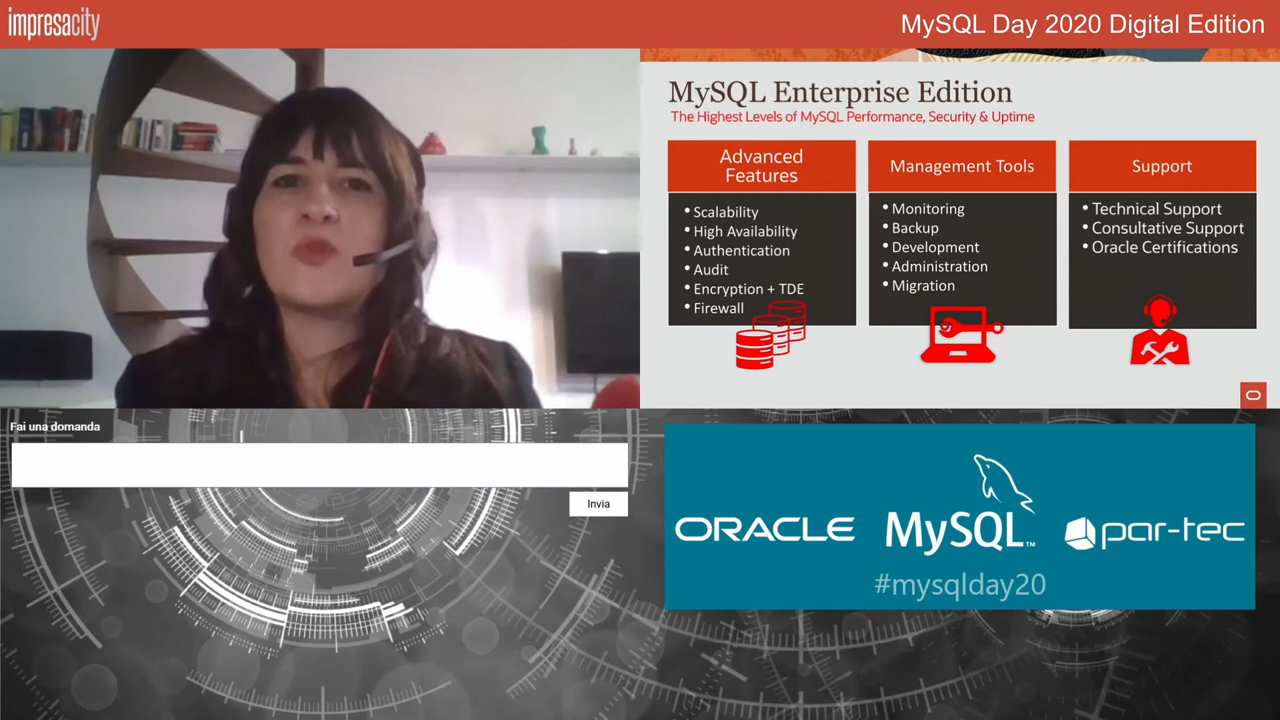 impresacity
MySQL Day 2020 Digital Edition
MySQL Enterprise Edition
The Highest Levels of MySQL Performance, Security & Uptime
Advanced
Features
• Scalability
• High Availability
• Authentication
• Audit
• Encryption + TDE
• Firewall
Management Tools
• Monitoring
• Backup
• Development
• Administration
• Migration
Support
• Technical Support
• Consultative Support
• Oracle Certifications
Fai una domanda
Invia
ORACLE
MySQL™
par-tec
#mysqlday20